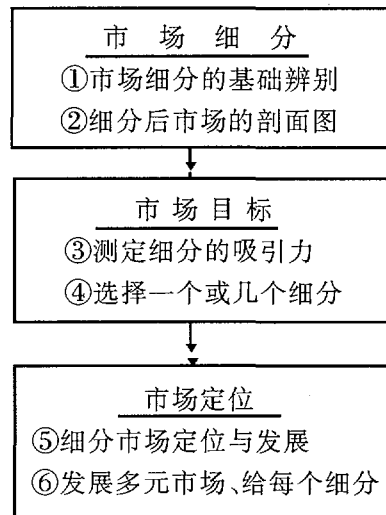 市场细分
①市场细分的基础辨别
②细分后市场的剖面图
市场目标
③测定细分的吸引力
④选择一个或几个细分
市场定位
⑤细分市场定位与发展
⑥发展多元市场、给每个细分